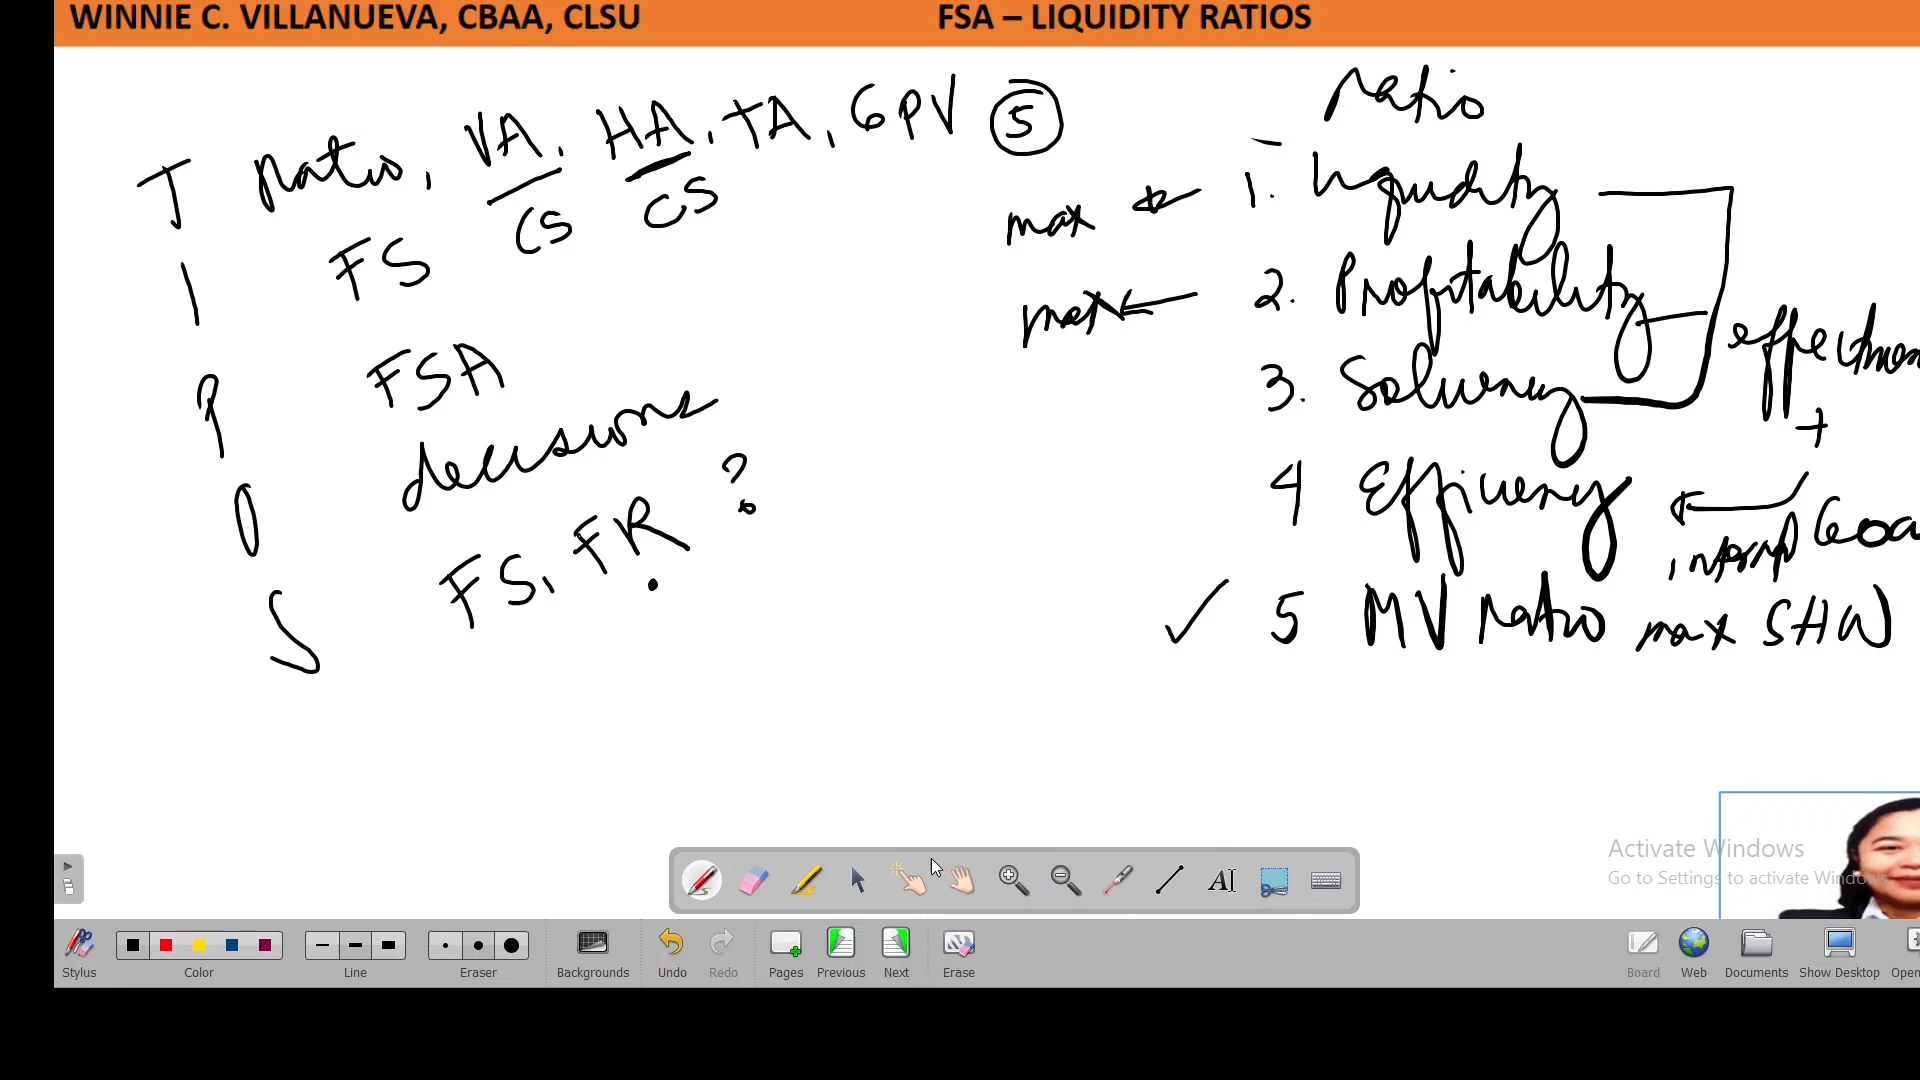 WINNIE C. VILLANUEVA, CBAA, CLSU
FSA – LIQUIDITY RATIOS
T Ratio, VA, HA, TA, GPV 5
CS CS
I FS
P FSA
decisions
O FS, FR ?
S
ratio
max 1. Liquidity
max 2. Profitability
3. Solvency
+
4 Efficiency
5 MV ratio max SHW
Activate Windows
Go to Settings to activate Windows
Stylus
Color
Line
Eraser
Backgrounds
Undo
Redo
Pages
Previous
Next
Erase
Board
Web
Documents
Show Desktop
Open